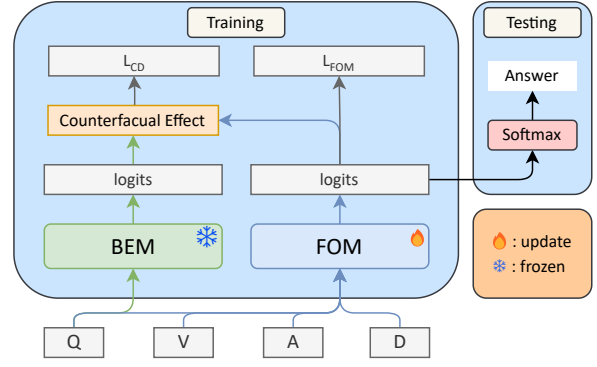 Training
Testing
L_CD
L_FOM
Answer
Counterfacual Effect
Softmax
logits
logits
BEM
FOM
: update
: frozen
Q
V
A
D